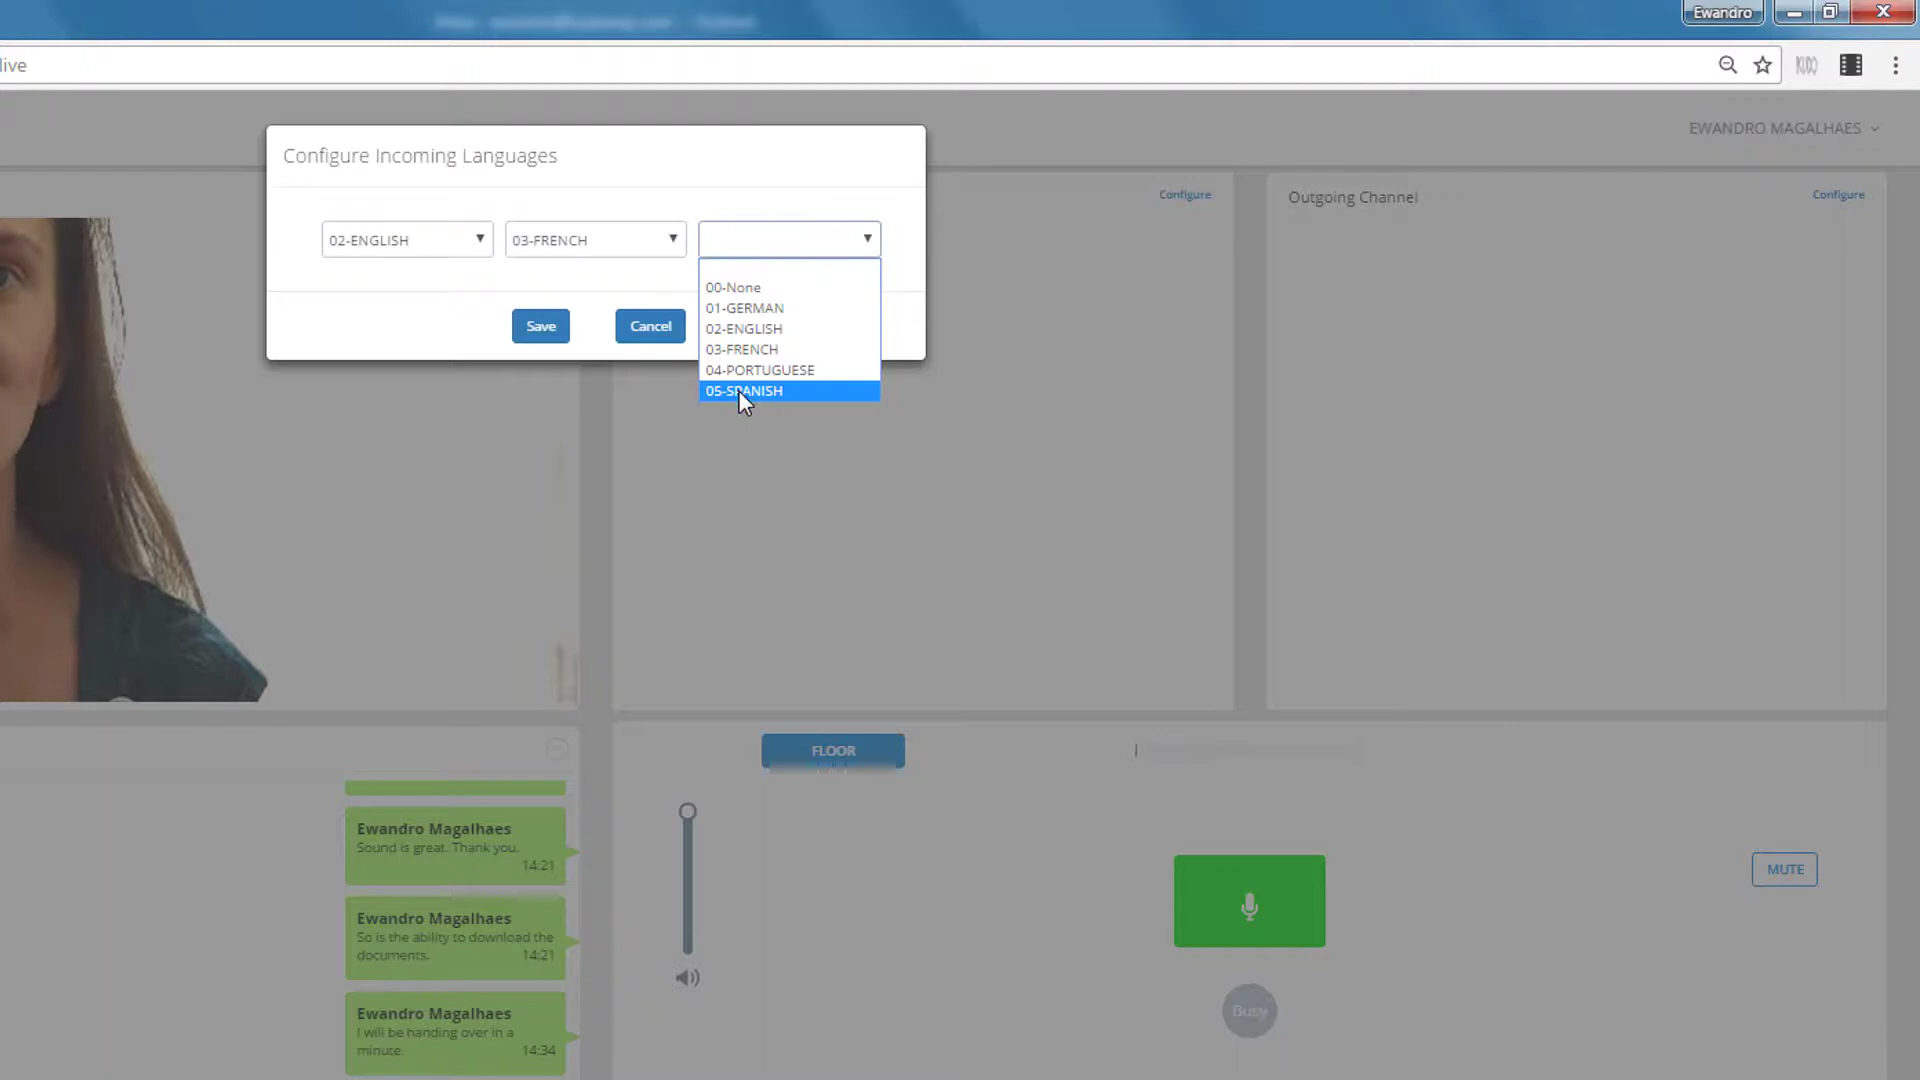 Ewandro
live
EWANDRO MAGALHAES
Configure Incoming Languages
Configure
Outgoing Channel
Configure
02-ENGLISH
03-FRENCH
00-None
01-GERMAN
02-ENGLISH
03-FRENCH
04-PORTUGUESE
05-SPANISH
Save
Cancel
FLOOR
Ewandro Magalhaes
Sound is great. Thank you.
14:21
Ewandro Magalhaes
So is the ability to download the
documents.
14:21
Ewandro Magalhaes
I will be handing over in a
minute.
14:34
MUTE
Busy